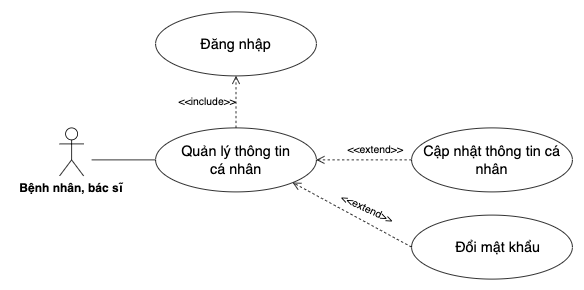 Đăng nhập
<<include>>
Quản lý thông tin
cá nhân
<<extend>>
Cập nhật thông tin cá
nhân
Bệnh nhân, bác sĩ
<<extend>>
Đổi mật khẩu